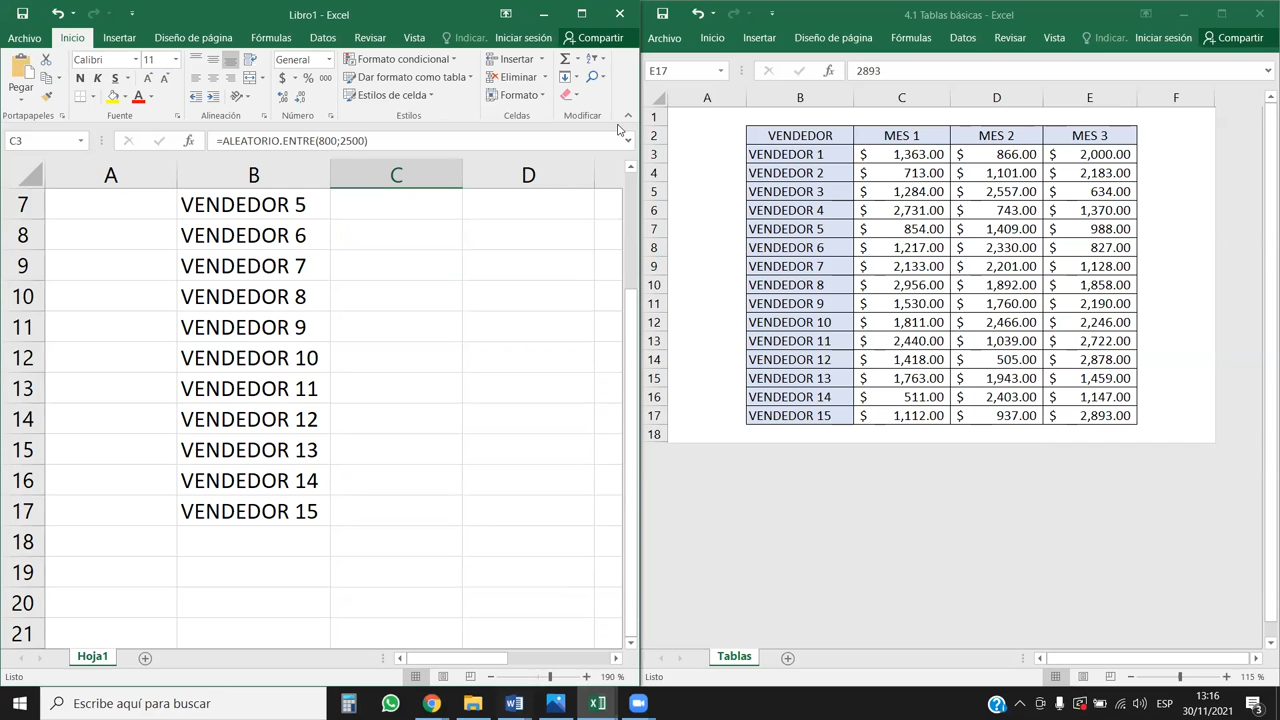 Libro1 - Excel
Archivo Inicio Insertar Diseño de página Fórmulas Datos Revisar Vista Indicar. Iniciar sesión Compartir
Pegar
Calibri 11
N K S
General
$ % 000
Formato condicional
Dar formato como tabla
Estilos de celda
Insertar
Eliminar
Formato
Portapapeles Fuente Alineación Número Estilos Celdas Modificar
C3 =ALEATORIO.ENTRE(800;2500)
A B C D
7 VENDEDOR 5
8 VENDEDOR 6
9 VENDEDOR 7
10 VENDEDOR 8
11 VENDEDOR 9
12 VENDEDOR 10
13 VENDEDOR 11
14 VENDEDOR 12
15 VENDEDOR 13
16 VENDEDOR 14
17 VENDEDOR 15
18
19
20
21
Hoja1
Listo 190 %
4.1 Tablas básicas - Excel
Archivo Inicio Insertar Diseño de página Fórmulas Datos Revisar Vista Indicar. Iniciar sesión Compartir
E17 fx 2893
A B C D E F
1
2 VENDEDOR MES 1 MES 2 MES 3
3 VENDEDOR 1 $ 1,363.00 $ 866.00 $ 2,000.00
4 VENDEDOR 2 $ 713.00 $ 1,101.00 $ 2,183.00
5 VENDEDOR 3 $ 1,284.00 $ 2,557.00 $ 634.00
6 VENDEDOR 4 $ 2,731.00 $ 743.00 $ 1,370.00
7 VENDEDOR 5 $ 854.00 $ 1,409.00 $ 988.00
8 VENDEDOR 6 $ 1,217.00 $ 2,330.00 $ 827.00
9 VENDEDOR 7 $ 2,133.00 $ 2,201.00 $ 1,128.00
10 VENDEDOR 8 $ 2,956.00 $ 1,892.00 $ 1,858.00
11 VENDEDOR 9 $ 1,530.00 $ 1,760.00 $ 2,190.00
12 VENDEDOR 10 $ 1,811.00 $ 2,466.00 $ 2,246.00
13 VENDEDOR 11 $ 2,440.00 $ 1,039.00 $ 2,722.00
14 VENDEDOR 12 $ 1,418.00 $ 505.00 $ 2,878.00
15 VENDEDOR 13 $ 1,763.00 $ 1,943.00 $ 1,459.00
16 VENDEDOR 14 $ 511.00 $ 2,403.00 $ 1,147.00
17 VENDEDOR 15 $ 1,112.00 $ 937.00 $ 2,893.00
18
Tablas
Listo 115 %
Escribe aquí para buscar
ESP
13:16
30/11/2021
3